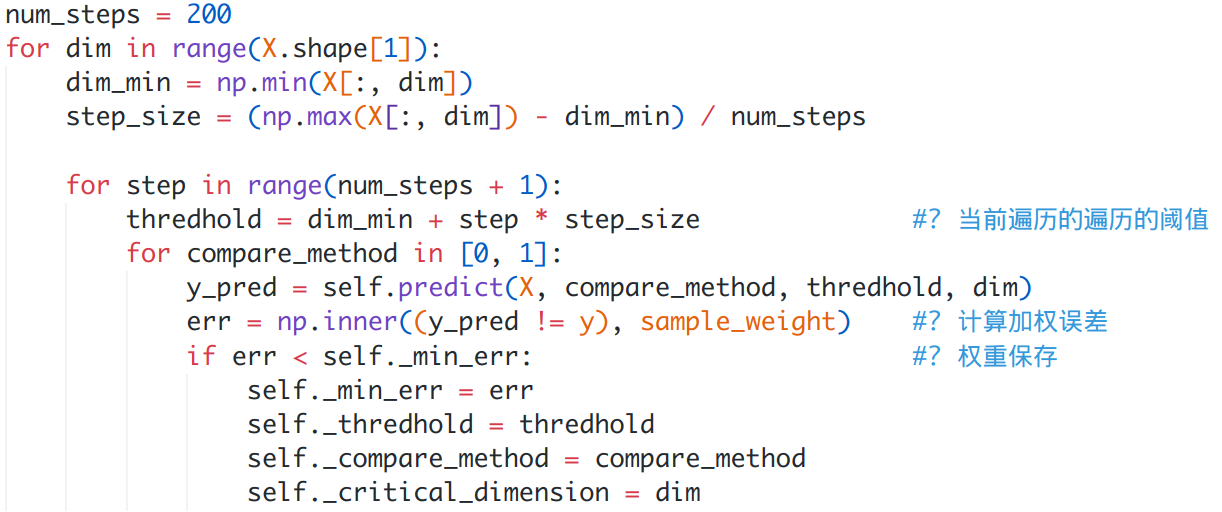 num_steps = 200
for dim in range(X.shape[1]):
    dim_min = np.min(X[:, dim])
    step_size = (np.max(X[:, dim]) - dim_min) / num_steps
    for step in range(num_steps + 1):
        thredhold = dim_min + step * step_size #? 当前遍历的遍历的阈值
        for compare_method in [0, 1]:
            y_pred = self.predict(X, compare_method, thredhold, dim)
            err = np.inner((y_pred != y), sample_weight) #? 计算加权误差
            if err < self._min_err: #? 权重保存
                self._min_err = err
                self._thredhold = thredhold
                self._compare_method = compare_method
                self._critical_dimension = dim